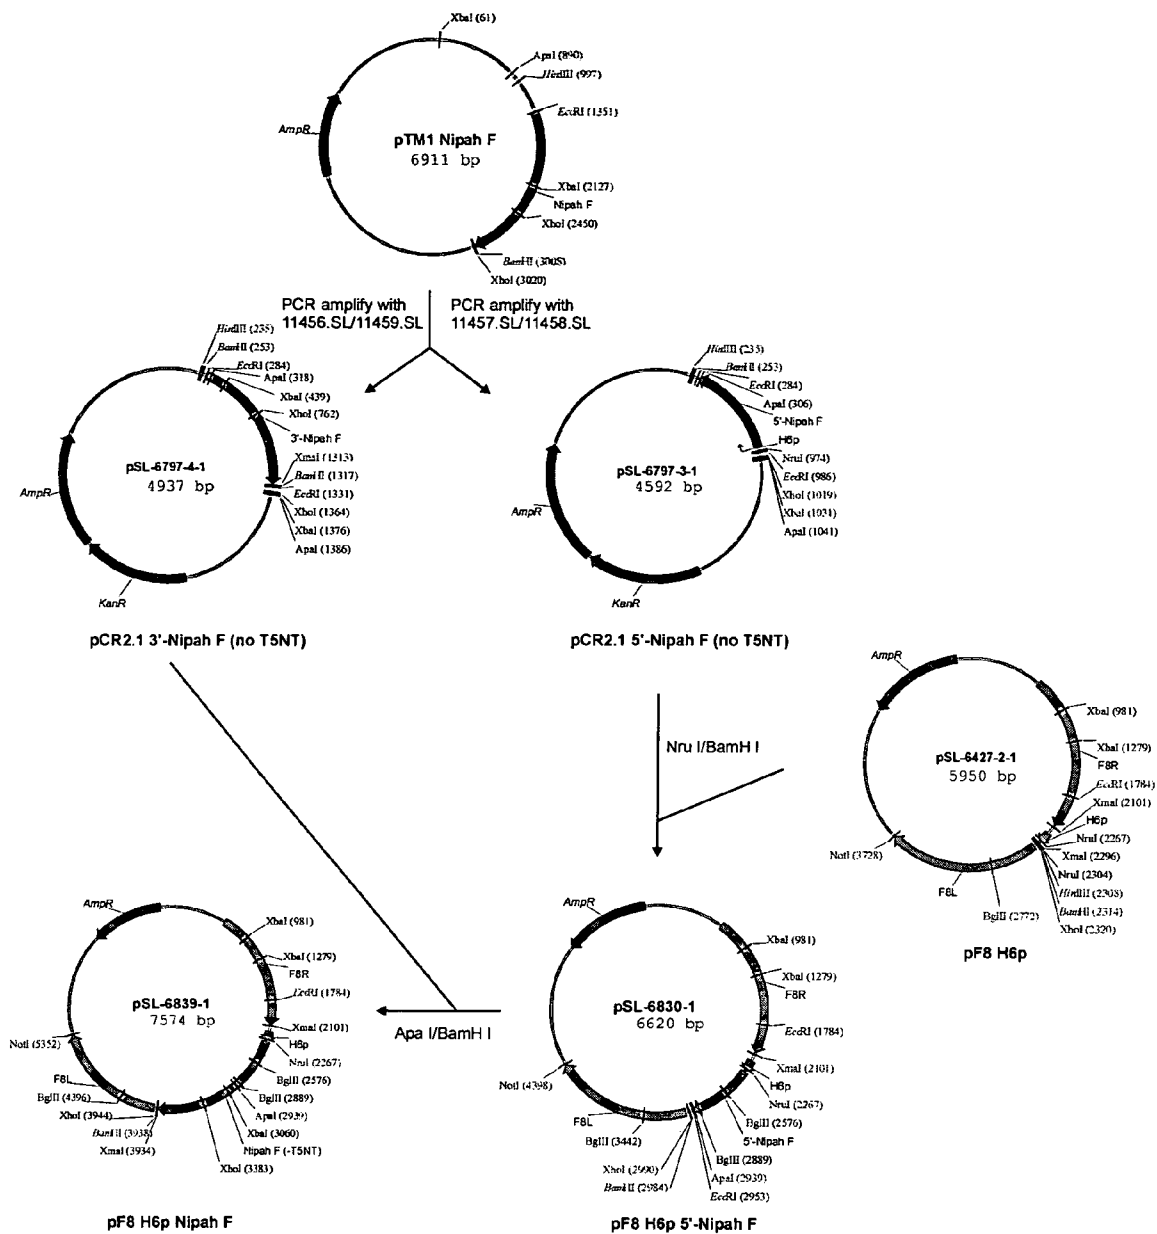 XbaI (61)
ApaI (890)
HindIII (997)
EcoRI (1351)
AmpR
pTM1 Nipah F
6911 bp
XbaI (2127)
Nipah F
XhoI (2450)
BamHI (3008)
XhoI (3020)
PCR amplify with
11456.SL/11459.SL
PCR amplify with
11457.SL/11458.SL
HindIII (235)
BamHI (253)
EcoRI (284)
ApaI (318)
XbaI (439)
XhoI (762)
3'-Nipah F
XmaI (1313)
BamHI (1317)
EcoRI (1331)
XhoI (1364)
XbaI (1376)
ApaI (1386)
pSL-6797-4-1
4937 bp
AmpR
KanR
pCR2.1 3'-Nipah F (no T5NT)
HindIII (235)
BamHI (253)
EcoRI (284)
ApaI (306)
5'-Nipah F
H6p
NruI (974)
EcoRI (986)
XhoI (1019)
XbaI (1031)
ApaI (1041)
pSL-6797-3-1
4592 bp
AmpR
KanR
pCR2.1 5'-Nipah F (no T5NT)
Nru I/BamH I
AmpR
XbaI (981)
XbaI (1279)
F8R
EcoRI (1784)
XmaI (2101)
H6p
NruI (2267)
XmaI (2296)
NruI (2304)
HindIII (2308)
BamHI (2314)
XhoI (2320)
pSL-6427-2-1
5950 bp
NotI (3728)
F8L
BglII (2772)
pF8 H6p
AmpR
XbaI (981)
XbaI (1279)
F8R
EcoRI (1784)
XmaI (2101)
H6p
NruI (2267)
BglII (2576)
5'-Nipah F
BglII (2889)
ApaI (2939)
EcoRI (2953)
pSL-6830-1
6620 bp
NotI (4398)
F8L
BglII (3442)
XhoI (2990)
BamHI (2984)
pF8 H6p 5'-Nipah F
Apa I/BamH I
AmpR
XbaI (981)
XbaI (1279)
F8R
EcoRI (1784)
XmaI (2101)
H6p
NruI (2267)
BglII (2576)
BglII (2889)
ApaI (2939)
XbaI (3060)
Nipah F (-T5NT)
XhoI (3383)
pSL-6839-1
7574 bp
NotI (5352)
F8L
BglII (4396)
XhoI (3944)
BamHI (3938)
XmaI (3934)
pF8 H6p Nipah F